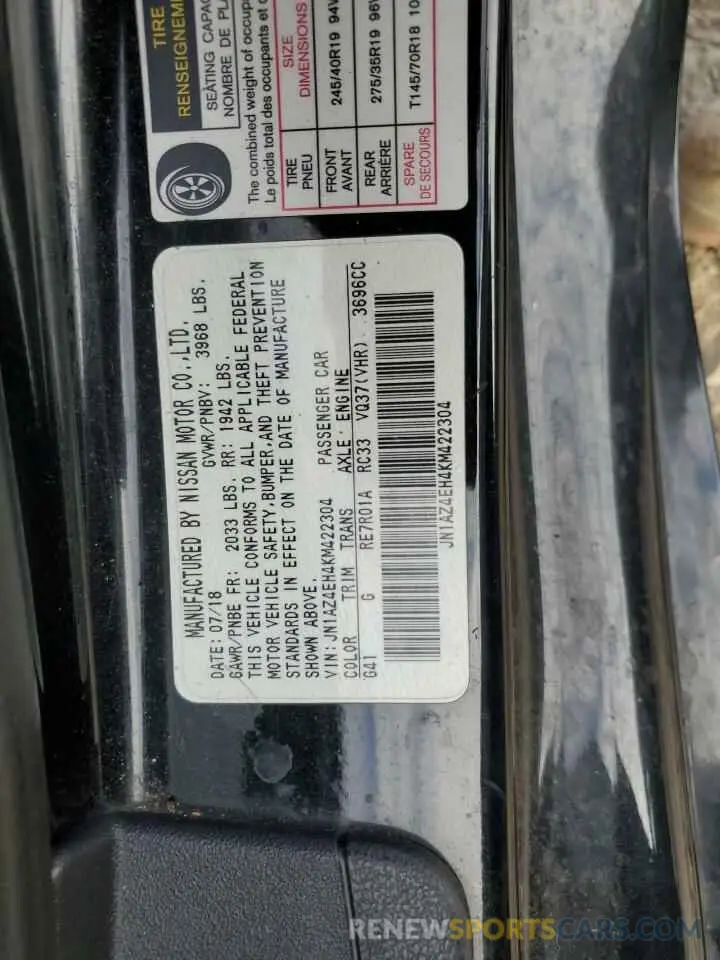 TIRE
RENSEIGNEMEN
SEATING CAPAC
NOMBRE DE PLA
The combined weight of occup
Le poids total des occupants et
TIRE
PNEU
SIZE
DIMENSIONS
FRONT
AVANT
245/40R19 94W
REAR
ARRIÈRE
275/35R19 96W
SPARE
DE SECOURS
T145/70R18 10
MANUFACTURED BY NISSAN MOTOR CO.,LTD.
DATE: 07/18 GVWR/PNBV: 3968 LBS.
GAWR/PNBE FR: 2033 LBS. RR: 1942 LBS.
THIS VEHICLE CONFORMS TO ALL APPLICABLE FEDERAL
MOTOR VEHICLE SAFETY,BUMPER,AND THEFT PREVENTION
STANDARDS IN EFFECT ON THE DATE OF MANUFACTURE
SHOWN ABOVE.
VIN: JN1AZ4EH4KM422304 PASSENGER CAR
COLOR TRIM TRANS AXLE ENGINE
G41 G RE7R01A RC33 VQ37(VHR) 3696CC
JN1AZ4EH4KM422304
RENEWSPORTSCARS.COM